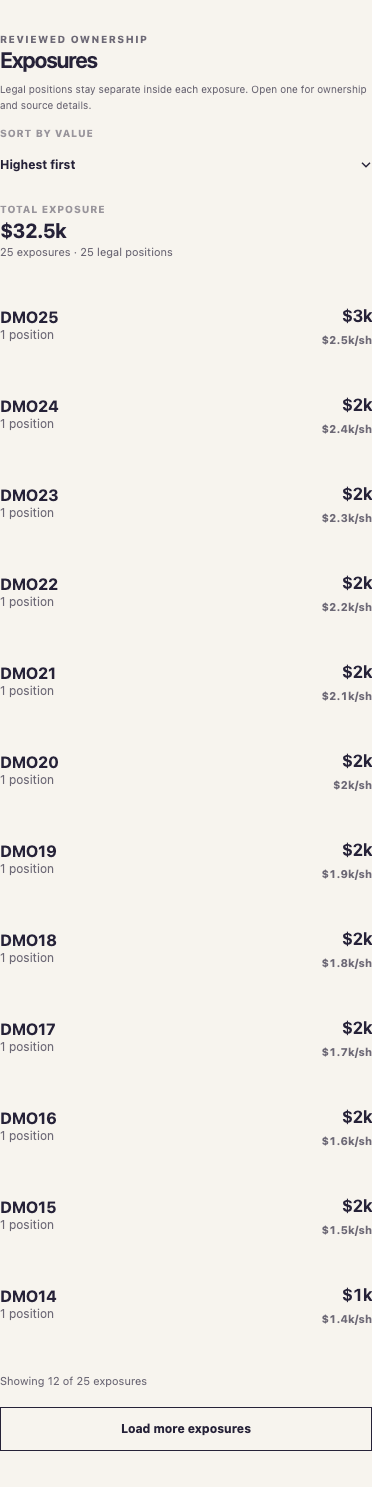 REVIEWED OWNERSHIP
Exposures
Legal positions stay separate inside each exposure. Open one for ownership
and source details.
SORT BY VALUE
Highest first
TOTAL EXPOSURE
$32.5k
25 exposures · 25 legal positions
DMO25
$3k
1 position
$2.5k/sh
DMO24
$2k
1 position
$2.4k/sh
DMO23
$2k
1 position
$2.3k/sh
DMO22
$2k
1 position
$2.2k/sh
DMO21
$2k
1 position
$2.1k/sh
DMO20
$2k
1 position
$2k/sh
DMO19
$2k
1 position
$1.9k/sh
DMO18
$2k
1 position
$1.8k/sh
DMO17
$2k
1 position
$1.7k/sh
DMO16
$2k
1 position
$1.6k/sh
DMO15
$2k
1 position
$1.5k/sh
DMO14
$1k
1 position
$1.4k/sh
Showing 12 of 25 exposures
Load more exposures